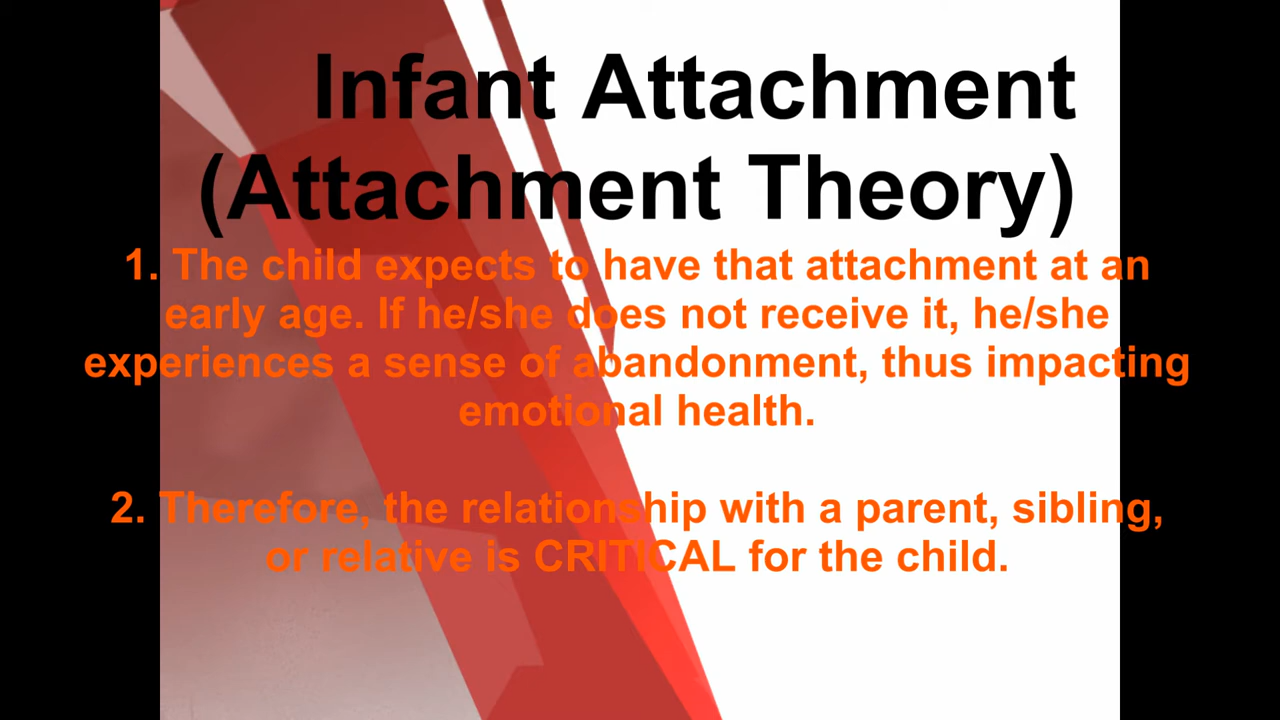 Infant Attachment
(Attachment Theory)
1. The child expects to have that attachment at an
early age. If he/she does not receive it, he/she
experiences a sense of abandonment, thus impacting
emotional health.
2. Therefore, the relationship with a parent, sibling,
or relative is CRITICAL for the child.